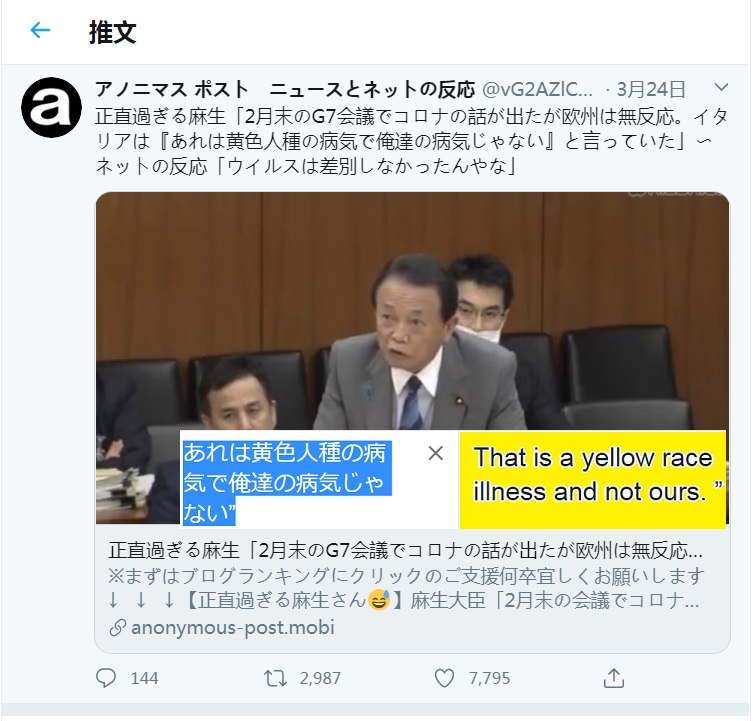 推文
アノニマス ポスト　ニュースとネットの反応 @vG2AZlC... · 3月24日
正直過ぎる麻生「2月末のG7会議でコロナの話が出たが欧州は無反応。イタ
リアは『あれは黄色人種の病気で俺達の病気じゃない』と言っていた」〜
ネットの反応「ウイルスは差別しなかったんやな」
あれは黄色人種の病
気で俺達の病気じゃ
ない”
That is a yellow race
illness and not ours. ”
正直過ぎる麻生「2月末のG7会議でコロナの話が出たが欧州は無反応...
※まずはブログランキングにクリックのご支援何卒宜しくお願いします
↓ ↓ ↓【正直過ぎる麻生さん😅】麻生大臣「2月末の会議でコロナ...
anonymous-post.mobi
144 2,987 7,795